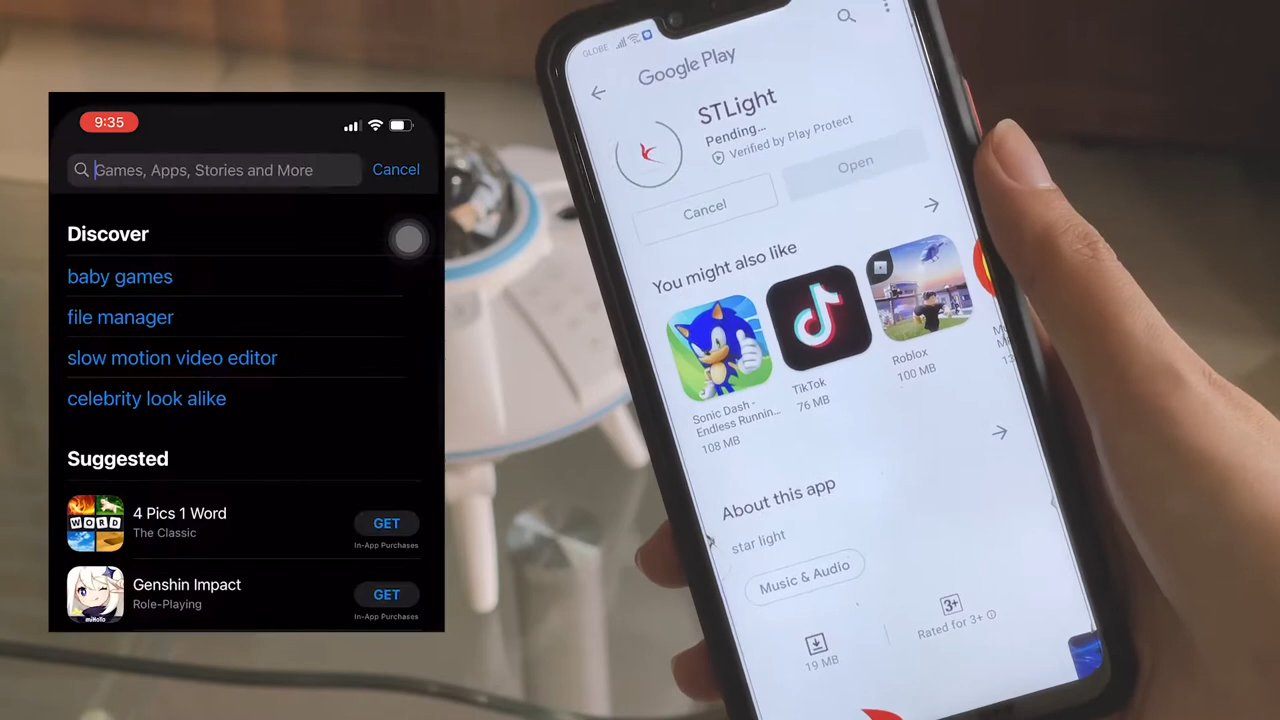 9:35
Games, Apps, Stories and More
Cancel
Discover
baby games
file manager
slow motion video editor
celebrity look alike
Suggested
WORD
4 Pics 1 Word
The Classic
GET
In-App Purchases
miHoYo
Genshin Impact
Role-Playing
GET
In-App Purchases
GLOBE
Google Play
STLight
Pending...
Verified by Play Protect
Cancel
Open
You might also like
Sonic Dash -
Endless Runnin...
108 MB
TikTok
76 MB
Roblox
100 MB
About this app
star light
Music & Audio
19 MB
3+
Rated for 3+